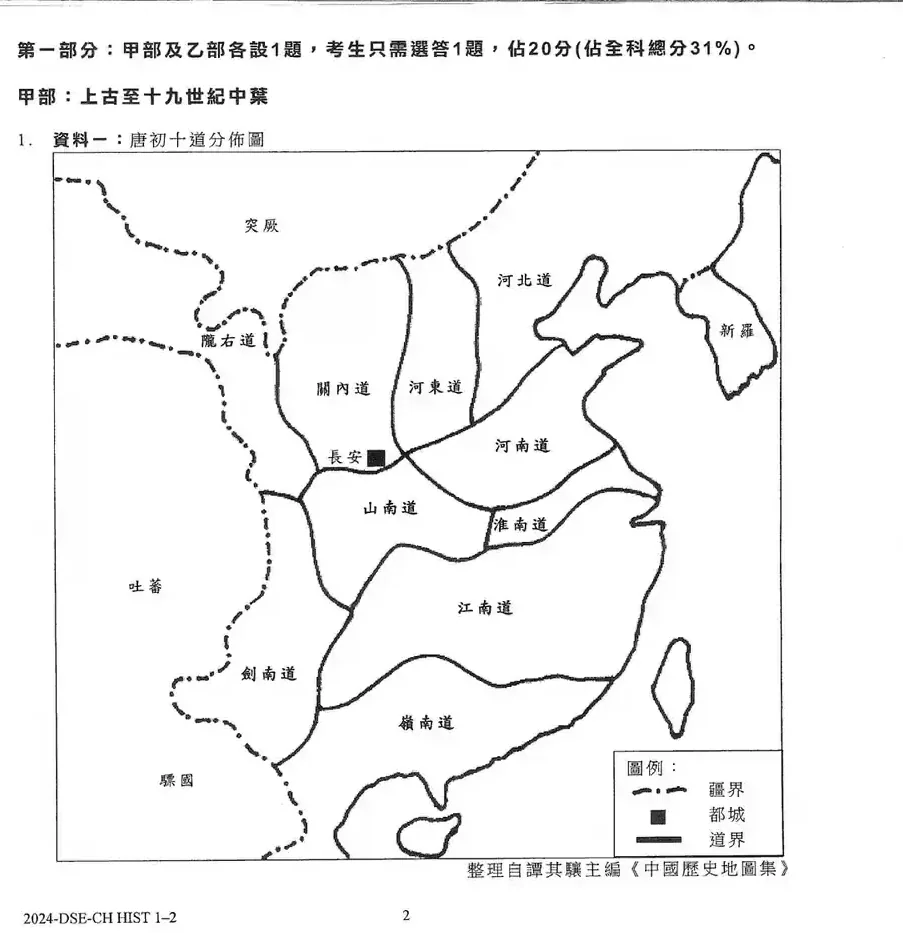 第一部分：甲部及乙部各設1題，考生只需選答1題，佔20分(佔全科總分31%)。
甲部：上古至十九世紀中葉
1. 資料一：唐初十道分佈圖
突厥
河北道
新羅
隴右道
關內道
河東道
河南道
長安
山南道
淮南道
吐蕃
江南道
劍南道
嶺南道
驃國
圖例：
疆界
都城
道界
整理自譚其驤主編《中國歷史地圖集》
2024-DSE-CH HIST 1–2
2